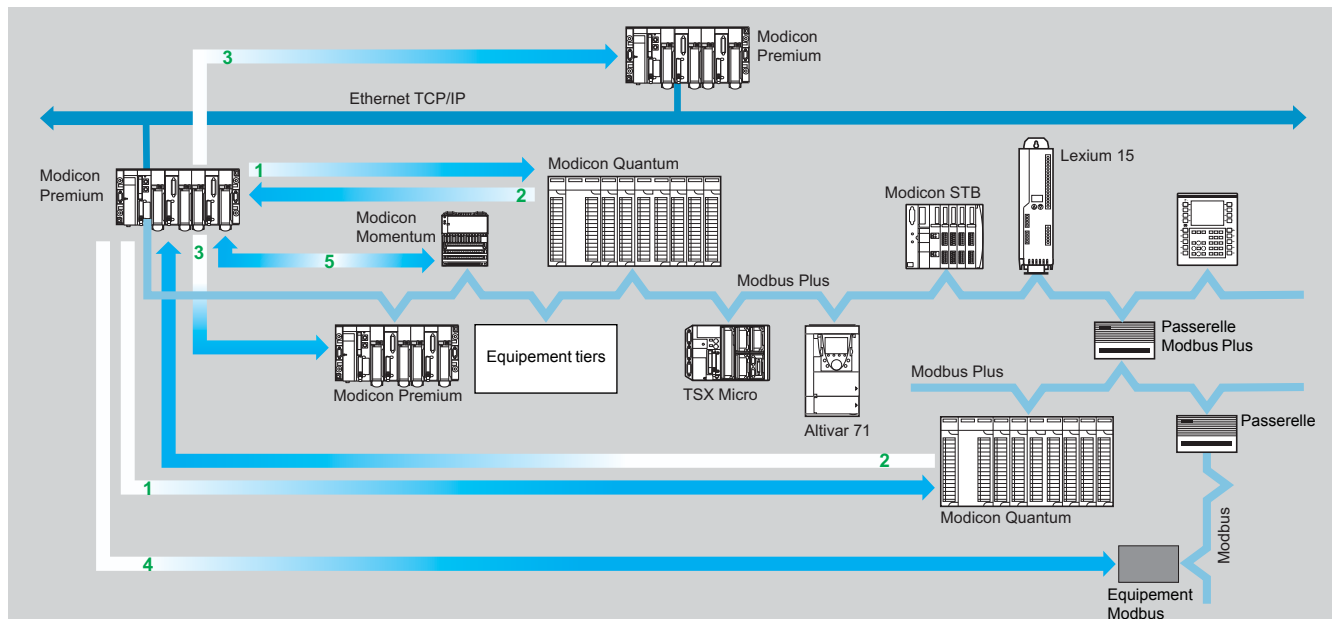 Modicon
Premium
3
Ethernet TCP/IP
Modicon
Premium
1
2
Modicon Quantum
Lexium 15
Modicon STB
Modicon
Momentum
3
5
Modbus Plus
Equipement tiers
Modicon Premium
TSX Micro
Altivar 71
Passerelle
Modbus Plus
Modbus Plus
Passerelle
2
1
Modicon Quantum
Modbus
4
Equipement
Modbus